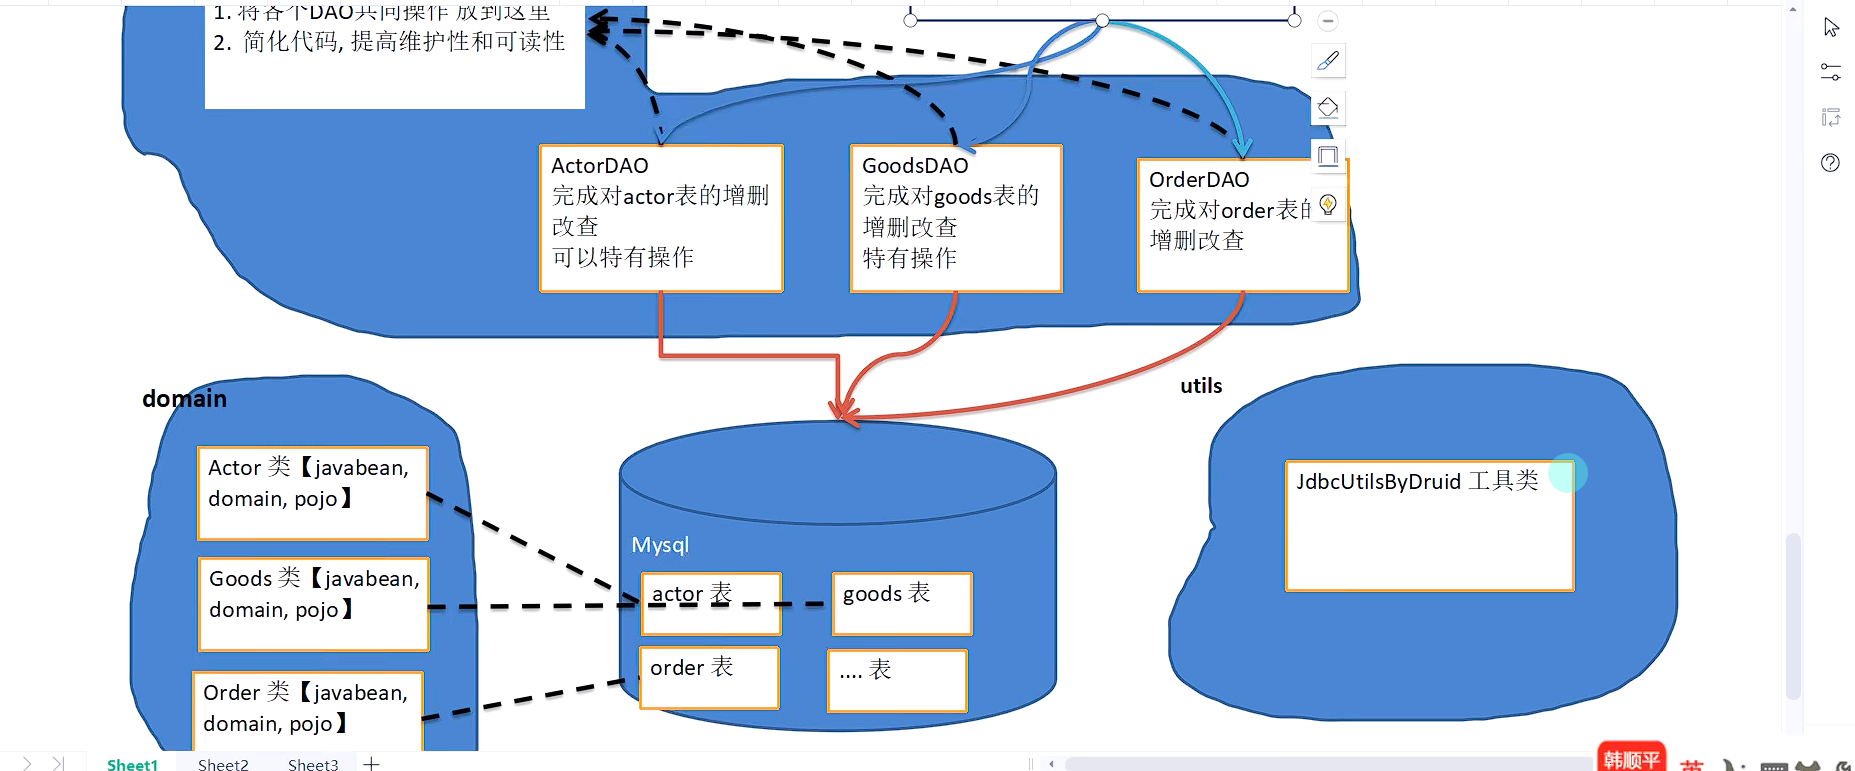 1. 将各个DAO共同操作 放到这里
2. 简化代码, 提高维护性和可读性
ActorDAO
完成对actor表的增删
改查
可以特有操作
GoodsDAO
完成对goods表的
增删改查
特有操作
OrderDAO
完成对order表的
增删改查
domain
Actor 类【javabean,
domain, pojo】
Goods 类【javabean,
domain, pojo】
Order 类【javabean,
domain, pojo】
Mysql
actor 表
goods 表
order 表
.... 表
utils
JdbcUtilsByDruid 工具类
Sheet1
Sheet2
Sheet3
韩顺平
英